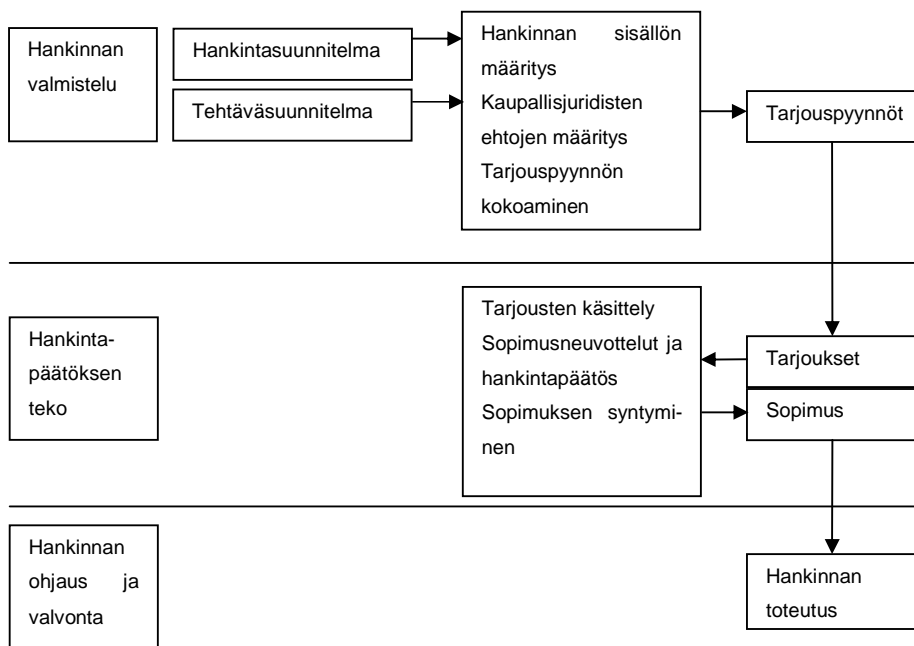 Hankinnan
valmistelu
Hankintasuunnitelma
Tehtäväsuunnitelma
Hankinnan sisällön
määritys
Kaupallisjuridisten
ehtojen määritys
Tarjouspyynnön
kokoaminen
Tarjouspyynnöt
Hankinta-
päätöksen
teko
Tarjousten käsittely
Sopimusneuvottelut ja
hankintapäätös
Sopimuksen syntymi-
nen
Tarjoukset
Sopimus
Hankinnan
ohjaus ja
valvonta
Hankinnan
toteutus